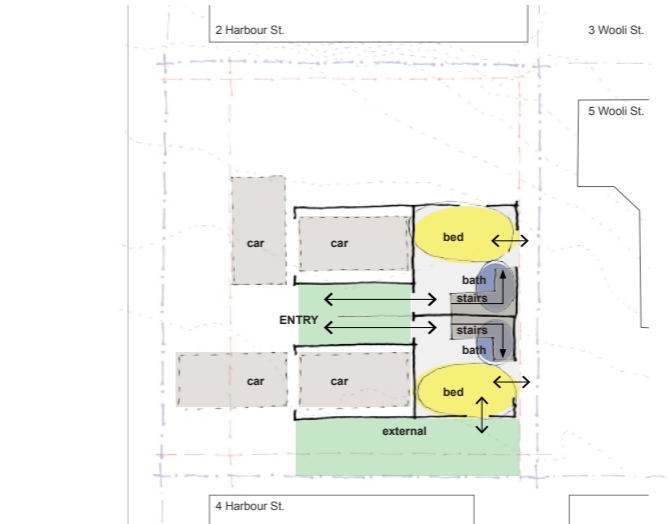 2 Harbour St.
3 Wooli St.
5 Wooli St.
car
car
bed
bath
stairs
ENTRY
stairs
bath
car
car
bed
external
4 Harbour St.